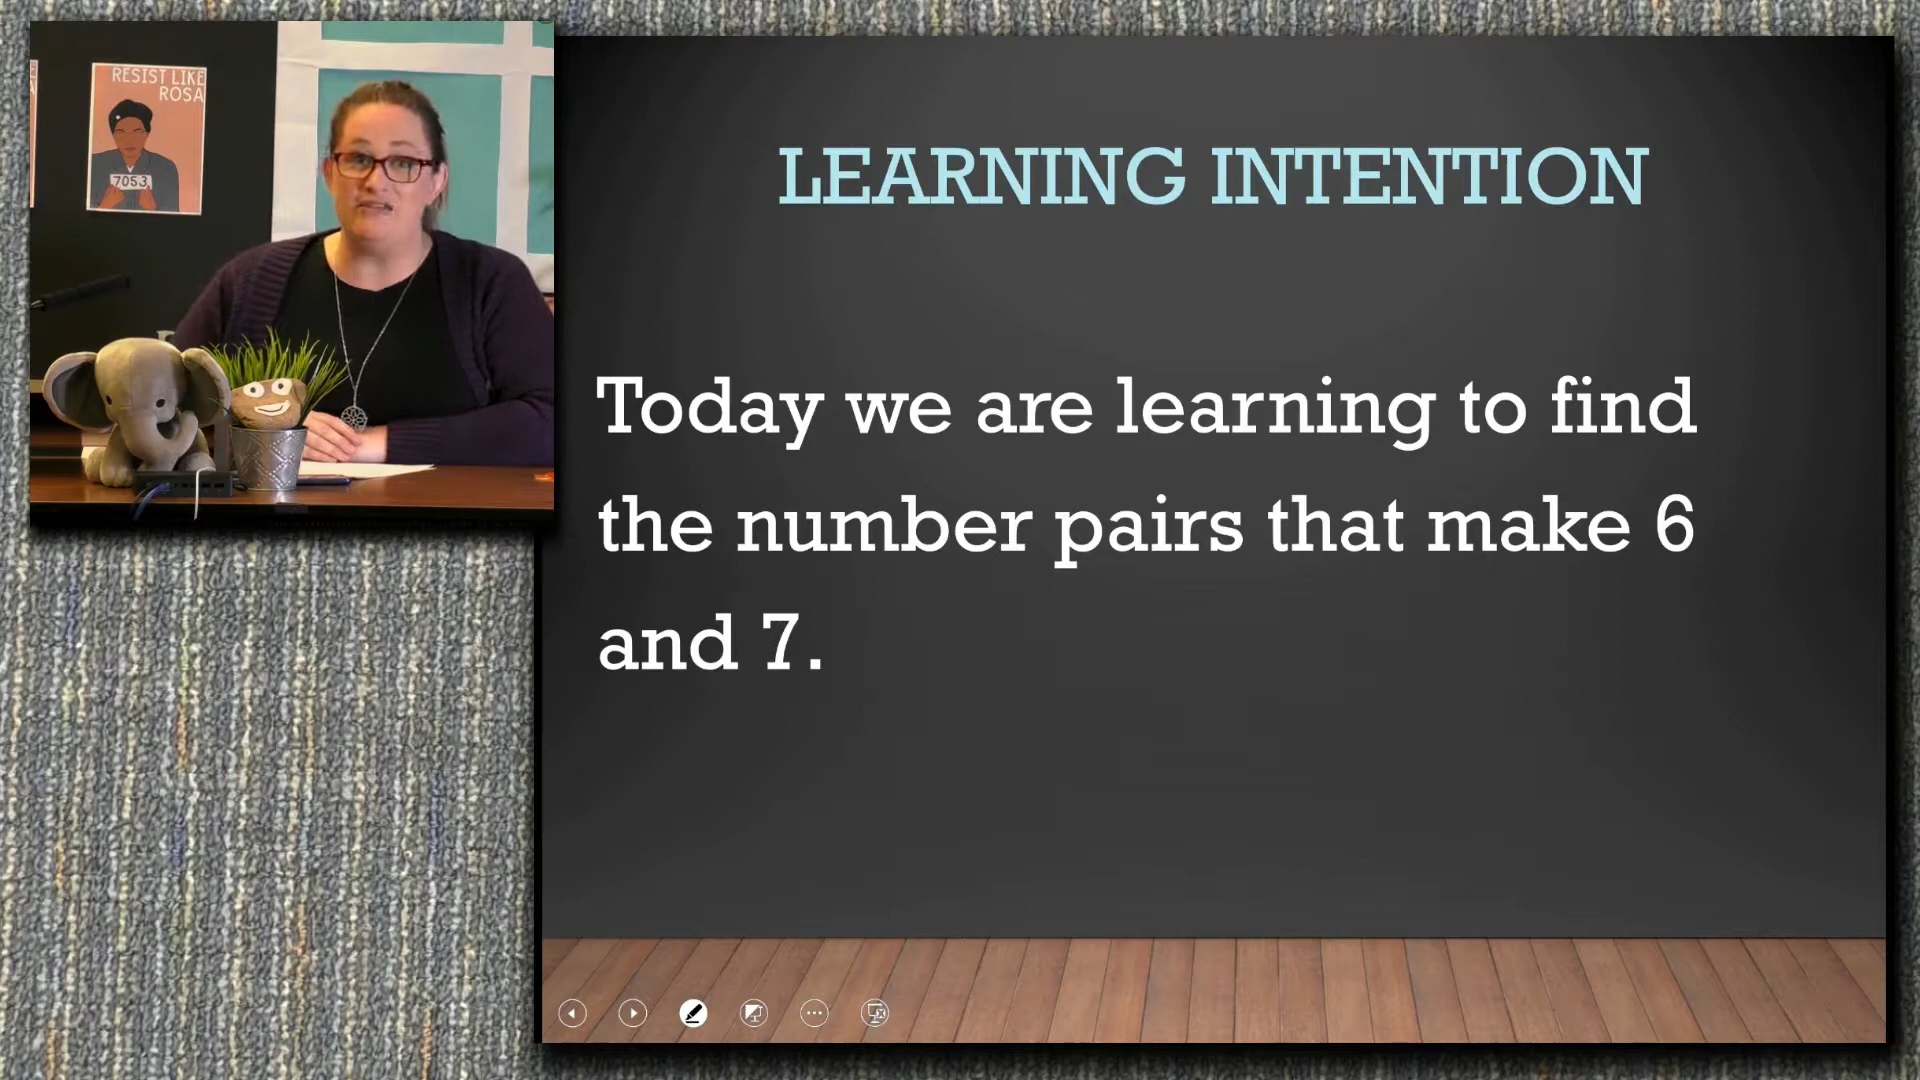 RESIST LIKE
ROSA
7053
LEARNING INTENTION
Today we are learning to find
the number pairs that make 6
and 7.